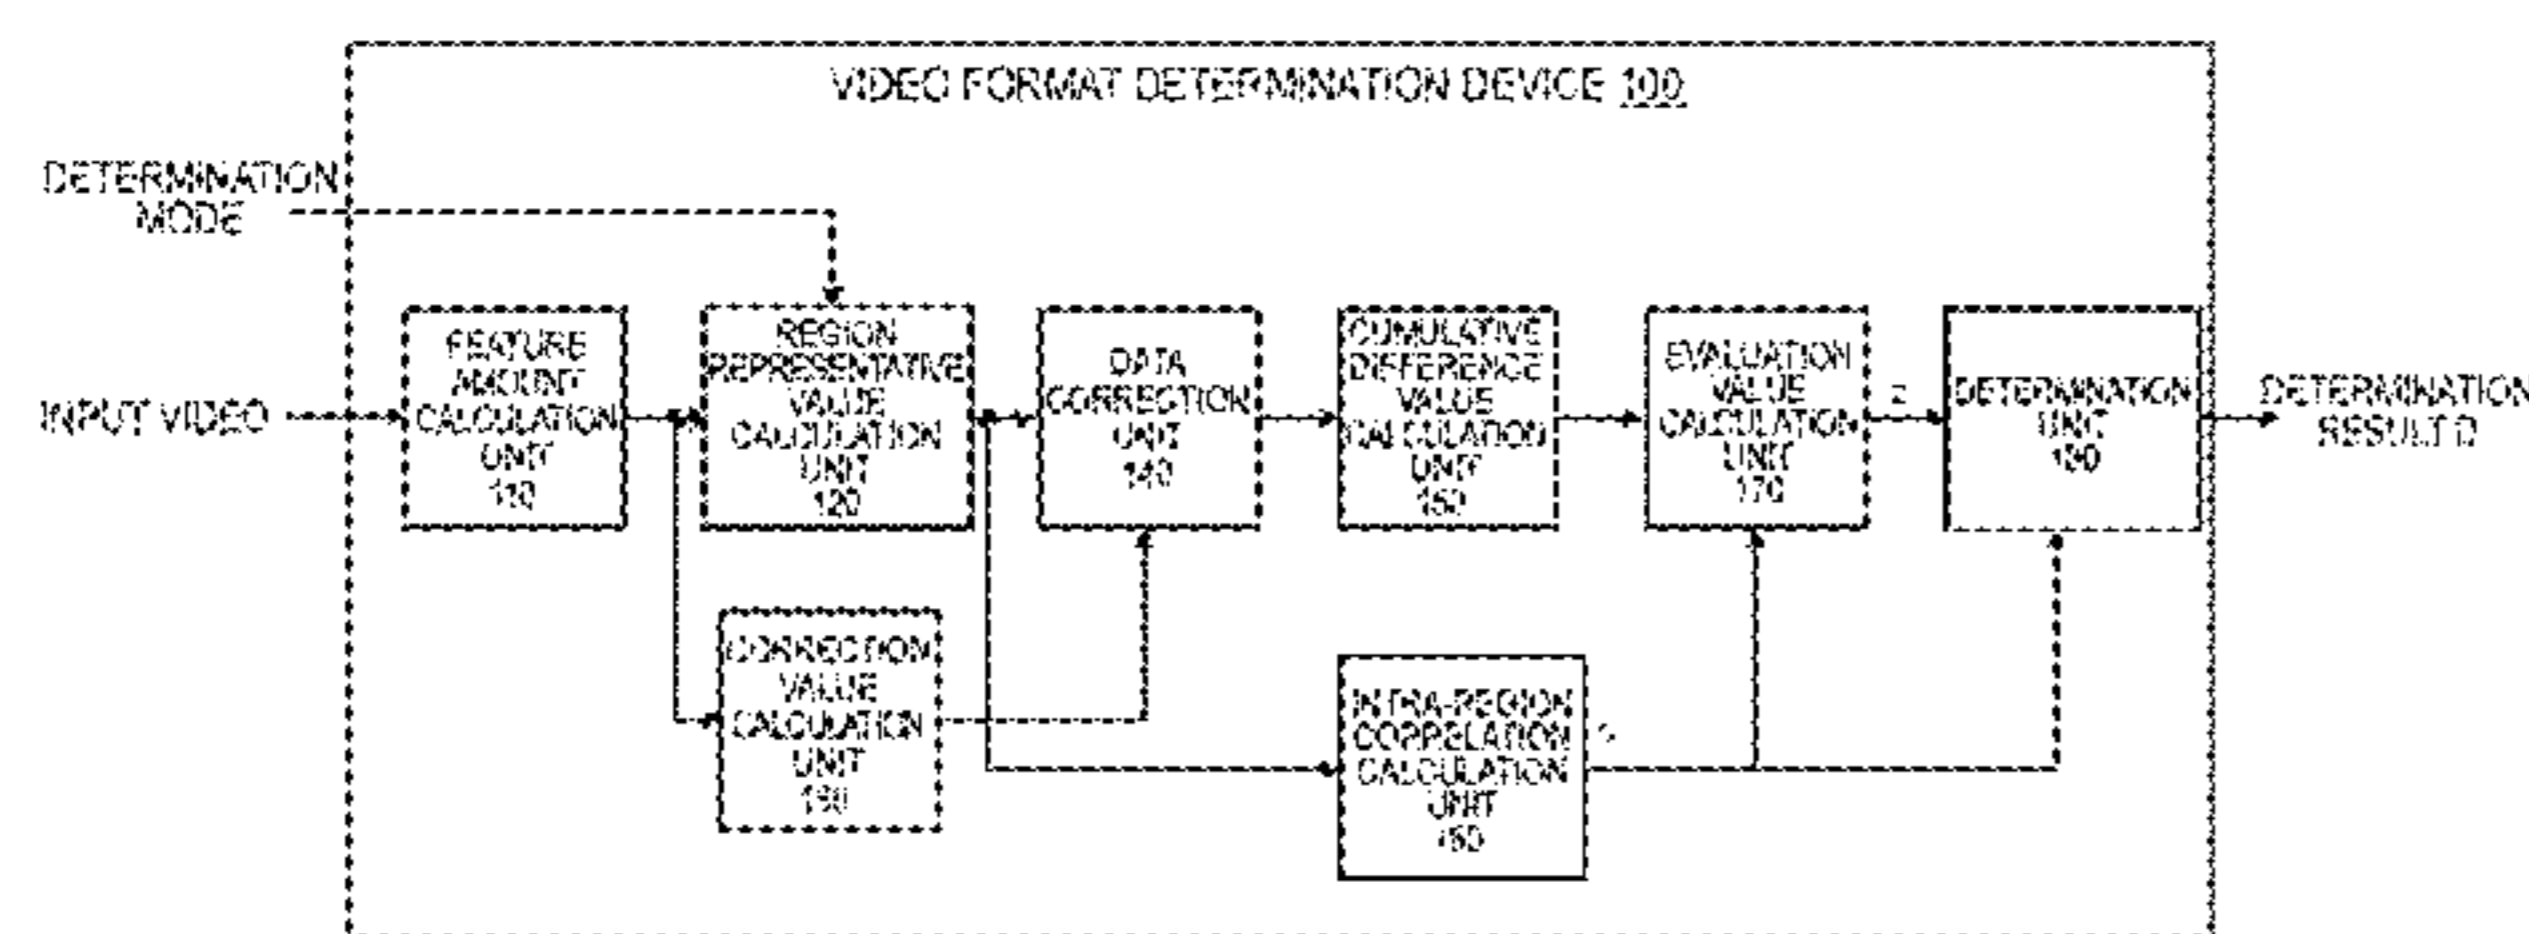 VIDEO FORMAT DETERMINATION DEVICE 100
DETERMINATION
MODE
INPUT VIDEO
FEATURE
AMOUNT
CALCULATION
UNIT
110
REGION
REPRESENTATIVE
VALUE
CALCULATION
UNIT
120
DATA
CORRECTION
UNIT
140
CUMULATIVE
DIFFERENCE
VALUE
CALCULATION
UNIT
EVALUATION
VALUE
CALCULATION
UNIT
170
Z
DETERMINATION
UNIT
DETERMINATION
RESULT D
CORRECTION
VALUE
CALCULATION
UNIT
INTRA-REGION
CORRELATION
CALCULATION
UNIT